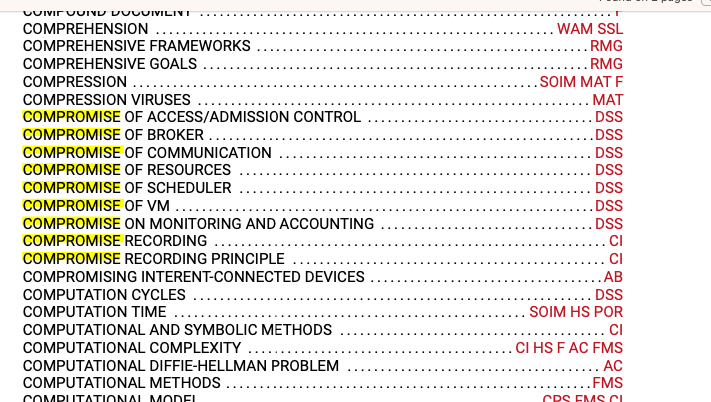 COMPOUND DOCUMENT . . . . . . . . . . . . . . . . . . . . F
COMPREHENSION . . . . . . . . . . . . . . . . . . . . WAM SSL
COMPREHENSIVE FRAMEWORKS . . . . . . . . . . . . . . . . . . . . RMG
COMPREHENSIVE GOALS . . . . . . . . . . . . . . . . . . . . RMG
COMPRESSION . . . . . . . . . . . . . . . . . . . . SOIM MAT F
COMPRESSION VIRUSES . . . . . . . . . . . . . . . . . . . . MAT
COMPROMISE OF ACCESS/ADMISSION CONTROL . . . . . . . . . . . . . . . . . . . . DSS
COMPROMISE OF BROKER . . . . . . . . . . . . . . . . . . . . DSS
COMPROMISE OF COMMUNICATION . . . . . . . . . . . . . . . . . . . . DSS
COMPROMISE OF RESOURCES . . . . . . . . . . . . . . . . . . . . DSS
COMPROMISE OF SCHEDULER . . . . . . . . . . . . . . . . . . . . DSS
COMPROMISE OF VM . . . . . . . . . . . . . . . . . . . . DSS
COMPROMISE ON MONITORING AND ACCOUNTING . . . . . . . . . . . . . . . . . . . . DSS
COMPROMISE RECORDING . . . . . . . . . . . . . . . . . . . . CI
COMPROMISE RECORDING PRINCIPLE . . . . . . . . . . . . . . . . . . . . CI
COMPROMISING INTERENT-CONNECTED DEVICES . . . . . . . . . . . . . . . . . . . . AB
COMPUTATION CYCLES . . . . . . . . . . . . . . . . . . . . DSS
COMPUTATION TIME . . . . . . . . . . . . . . . . . . . . SOIM HS POR
COMPUTATIONAL AND SYMBOLIC METHODS . . . . . . . . . . . . . . . . . . . . CI
COMPUTATIONAL COMPLEXITY . . . . . . . . . . . . . . . . . . . . CI HS F AC FMS
COMPUTATIONAL DIFFIE-HELLMAN PROBLEM . . . . . . . . . . . . . . . . . . . . AC
COMPUTATIONAL METHODS . . . . . . . . . . . . . . . . . . . . FMS
COMPUTATIONAL MODEL . . . . . . . . . . . . . . . . . . . . CPS FMS CI